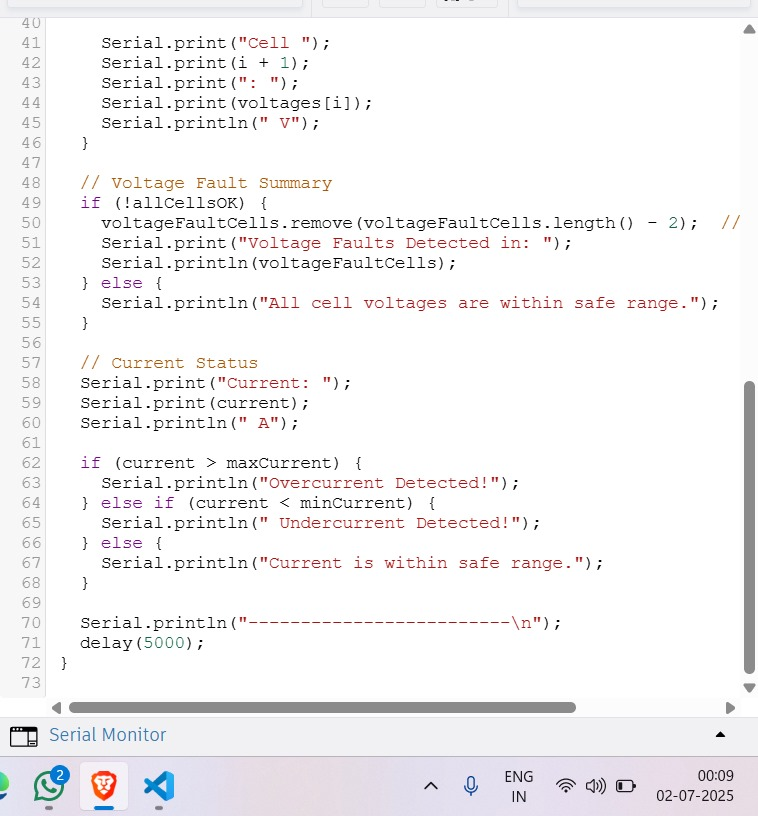 40
41 Serial.print("Cell ");
42 Serial.print(i + 1);
43 Serial.print(": ");
44 Serial.print(voltages[i]);
45 Serial.println(" V");
46 }
47
48 // Voltage Fault Summary
49 if (!allCellsOK) {
50 voltageFaultCells.remove(voltageFaultCells.length() - 2); //
51 Serial.print("Voltage Faults Detected in: ");
52 Serial.println(voltageFaultCells);
53 } else {
54 Serial.println("All cell voltages are within safe range.");
55 }
56
57 // Current Status
58 Serial.print("Current: ");
59 Serial.print(current);
60 Serial.println(" A");
61
62 if (current > maxCurrent) {
63 Serial.println("Overcurrent Detected!");
64 } else if (current < minCurrent) {
65 Serial.println(" Undercurrent Detected!");
66 } else {
67 Serial.println("Current is within safe range.");
68 }
69
70 Serial.println("-------------------------\n");
71 delay(5000);
72 }
73
Serial Monitor
2
ENG
IN
00:09
02-07-2025